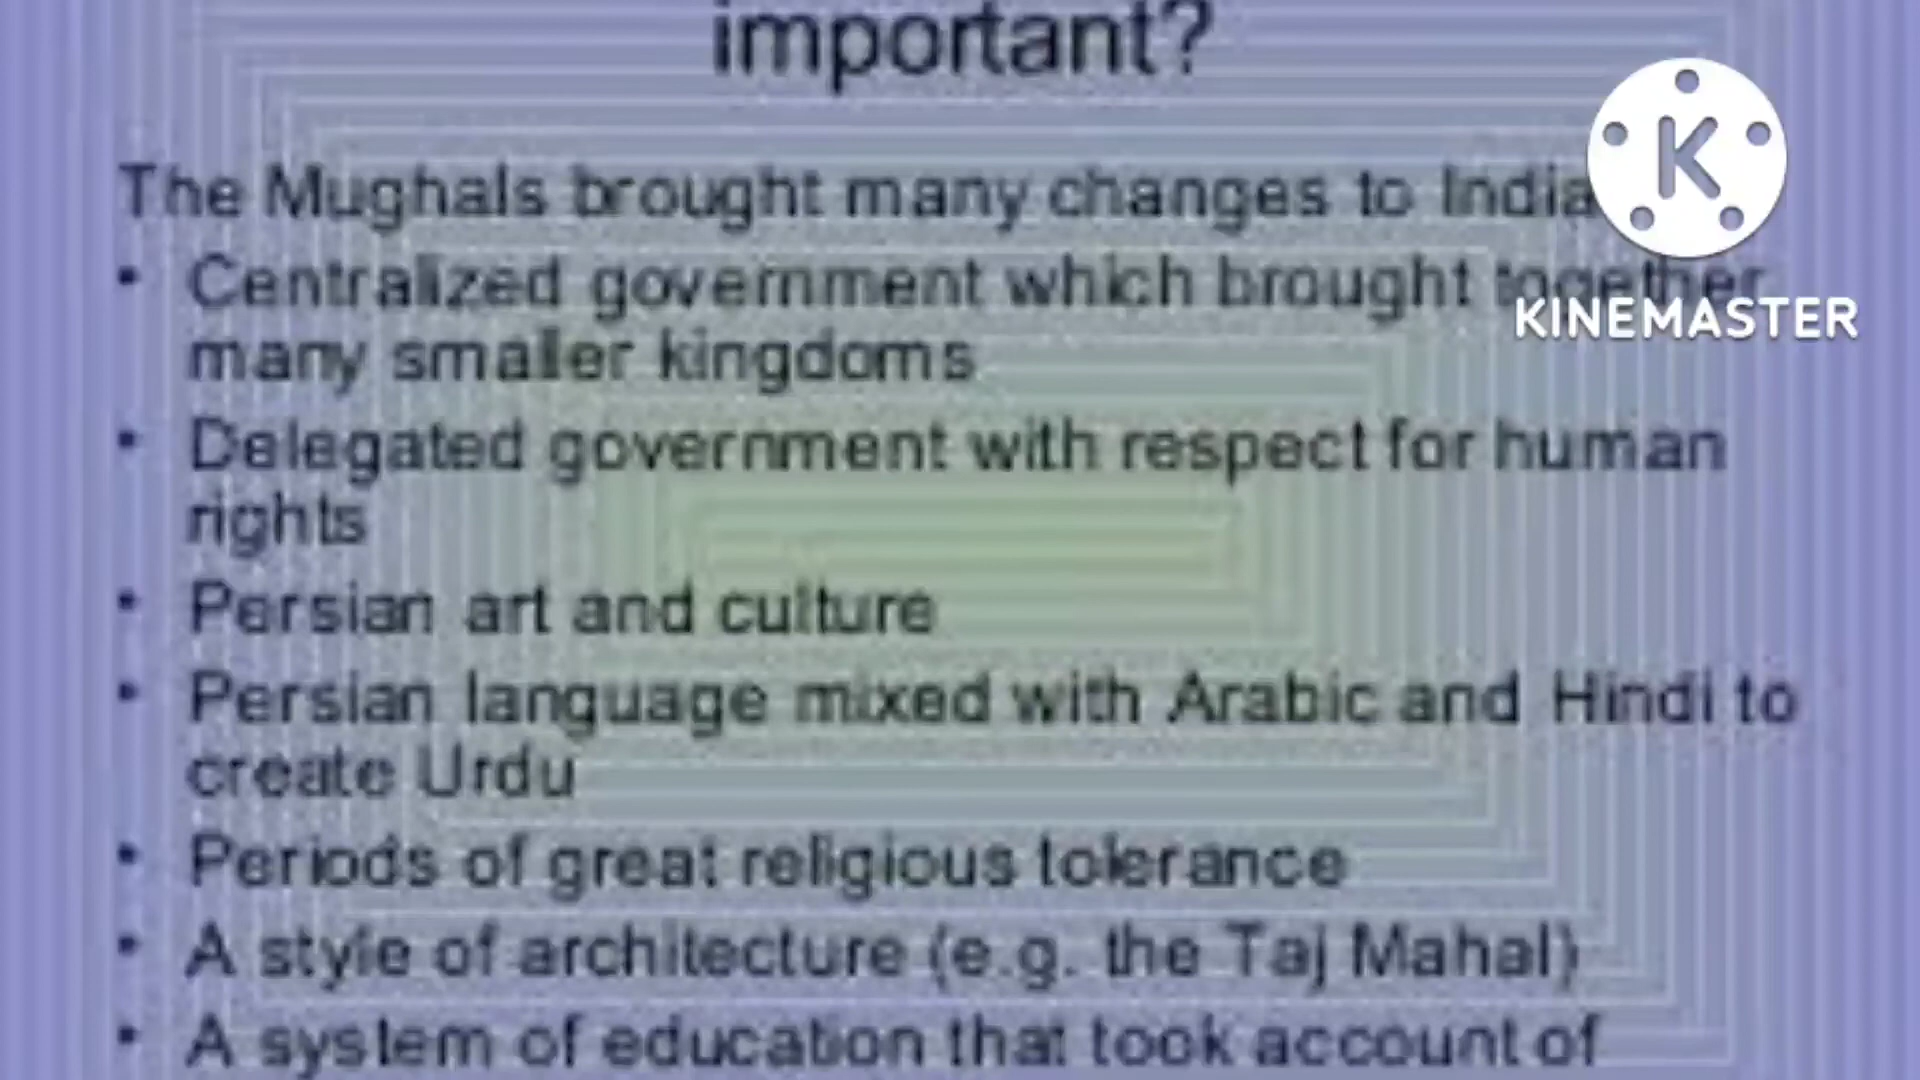 important?
The Mughals brought many changes to India
• Centralized government which brought together
many smaller kingdoms
• Delegated government with respect for human
rights
• Persian art and culture
• Persian language mixed with Arabic and Hindi to
create Urdu
• Periods of great religious tolerance
• A style of architecture (e.g. the Taj Mahal)
• A system of education that took account of
K
KINEMASTER